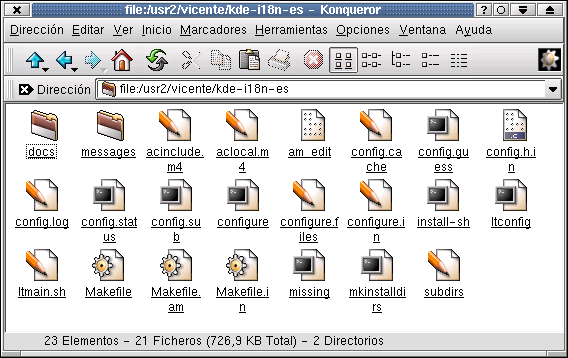 file:/usr2/vicente/kde-i18n-es - Konqueror
Dirección Editar Ver Inicio Marcadores Herramientas Opciones Ventana Ayuda
Dirección file:/usr2/vicente/kde-i18n-es
docs messages acinclude.m4 aclocal.m4 am_edit config.cache config.guess config.h.in
config.log config.status config.sub configure configure.files configure.in install-sh ltconfig
ltmain.sh Makefile Makefile.am Makefile.in missing mkinstalldirs subdirs
23 Elementos - 21 Ficheros (726,9 KB Total) - 2 Directorios